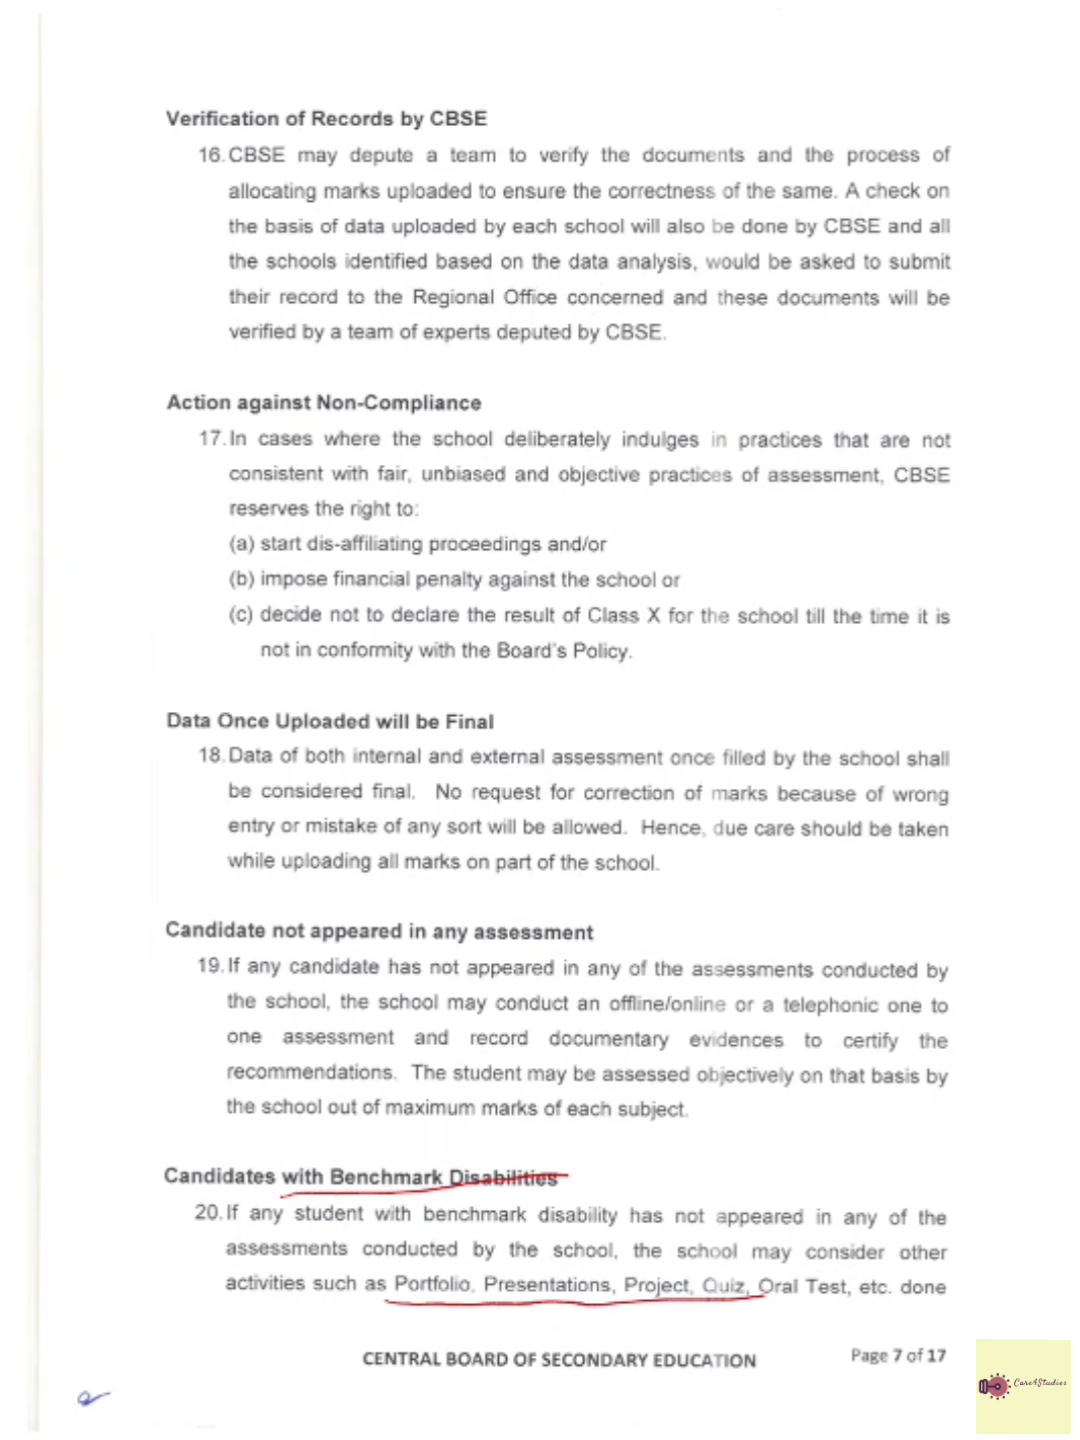 Verification of Records by CBSE
16. CBSE may depute a team to verify the documents and the process of
allocating marks uploaded to ensure the correctness of the same. A check on
the basis of data uploaded by each school will also be done by CBSE and all
the schools identified based on the data analysis, would be asked to submit
their record to the Regional Office concerned and these documents will be
verified by a team of experts deputed by CBSE.
Action against Non-Compliance
17. In cases where the school deliberately indulges in practices that are not
consistent with fair, unbiased and objective practices of assessment, CBSE
reserves the right to:
(a) start dis-affiliating proceedings and/or
(b) impose financial penalty against the school or
(c) decide not to declare the result of Class X for the school till the time it is
not in conformity with the Board's Policy.
Data Once Uploaded will be Final
18. Data of both internal and external assessment once filled by the school shall
be considered final. No request for correction of marks because of wrong
entry or mistake of any sort will be allowed. Hence, due care should be taken
while uploading all marks on part of the school.
Candidate not appeared in any assessment
19. If any candidate has not appeared in any of the assessments conducted by
the school, the school may conduct an offline/online or a telephonic one to
one assessment and record documentary evidences to certify the
recommendations. The student may be assessed objectively on that basis by
the school out of maximum marks of each subject.
Candidates with Benchmark Disabilities
20. If any student with benchmark disability has not appeared in any of the
assessments conducted by the school, the school may consider other
activities such as Portfolio, Presentations, Project, Quiz, Oral Test, etc. done
CENTRAL BOARD OF SECONDARY EDUCATION
Page 7 of 17
Care4Studies